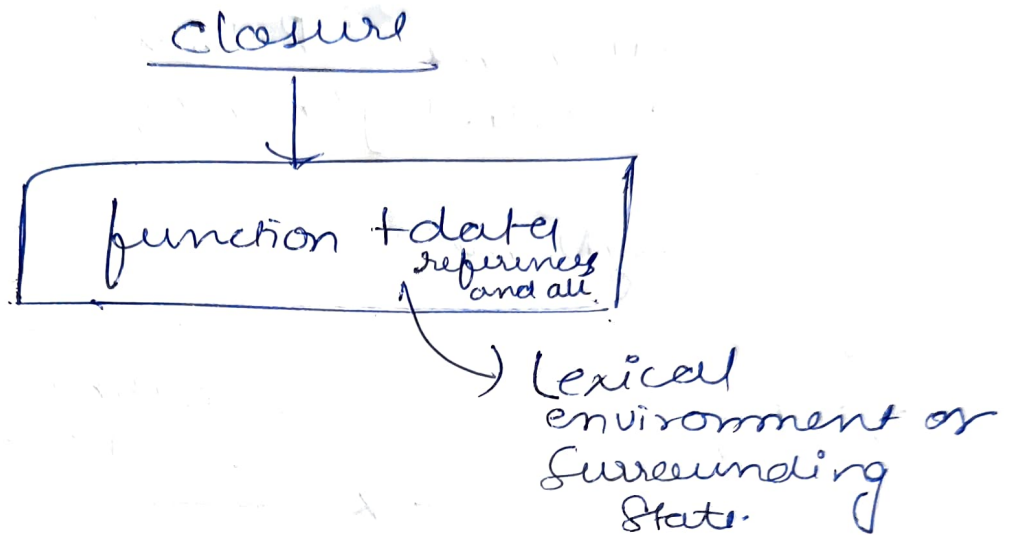 closure
function + data
references
and all.
Lexical
environment or
Surrounding
State.